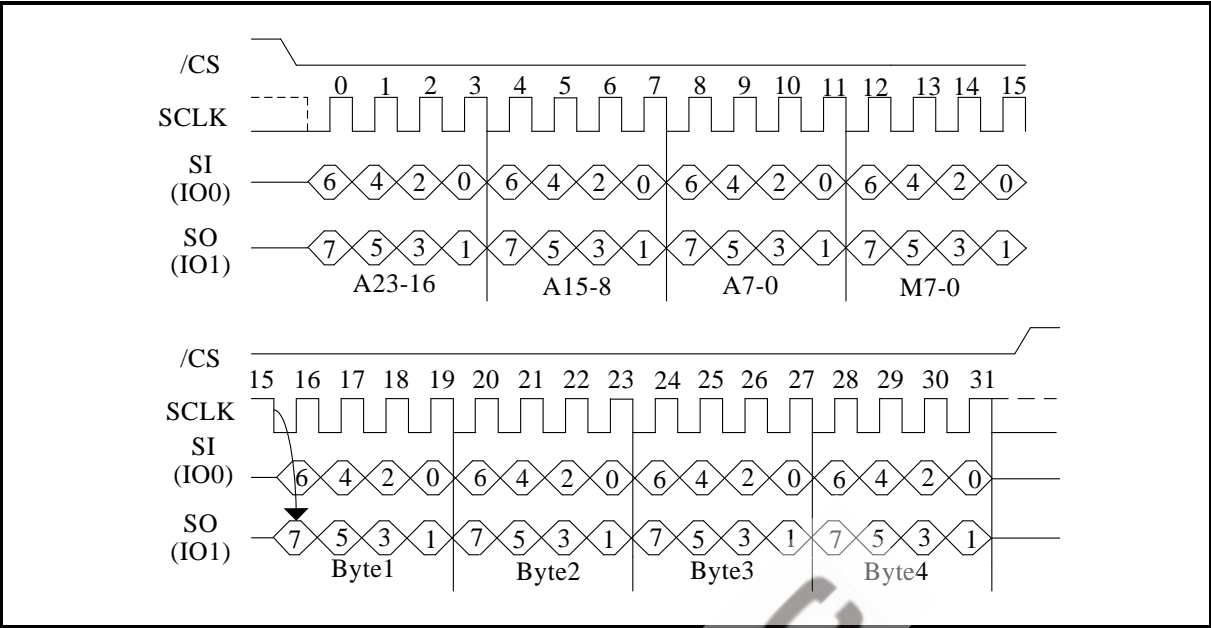 /CS
0 1 2 3 4 5 6 7 8 9 10 11 12 13 14 15
SCLK
SI
(IO0)
6 4 2 0 6 4 2 0 6 4 2 0 6 4 2 0
SO
(IO1)
7 5 3 1 7 5 3 1 7 5 3 1 7 5 3 1
A23-16 A15-8 A7-0 M7-0
/CS
15 16 17 18 19 20 21 22 23 24 25 26 27 28 29 30 31
SCLK
SI
(IO0)
6 4 2 0 6 4 2 0 6 4 2 0 6 4 2 0
SO
(IO1)
7 5 3 1 7 5 3 1 7 5 3 1 7 5 3 1
Byte1 Byte2 Byte3 Byte4